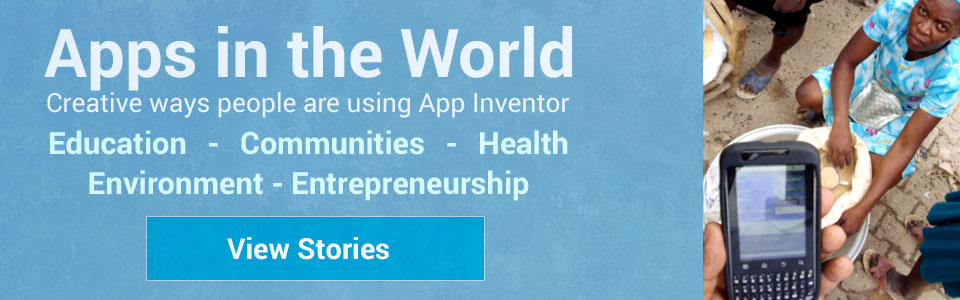 Apps in the World
Creative ways people are using App Inventor
Education - Communities - Health
Environment - Entrepreneurship
View Stories